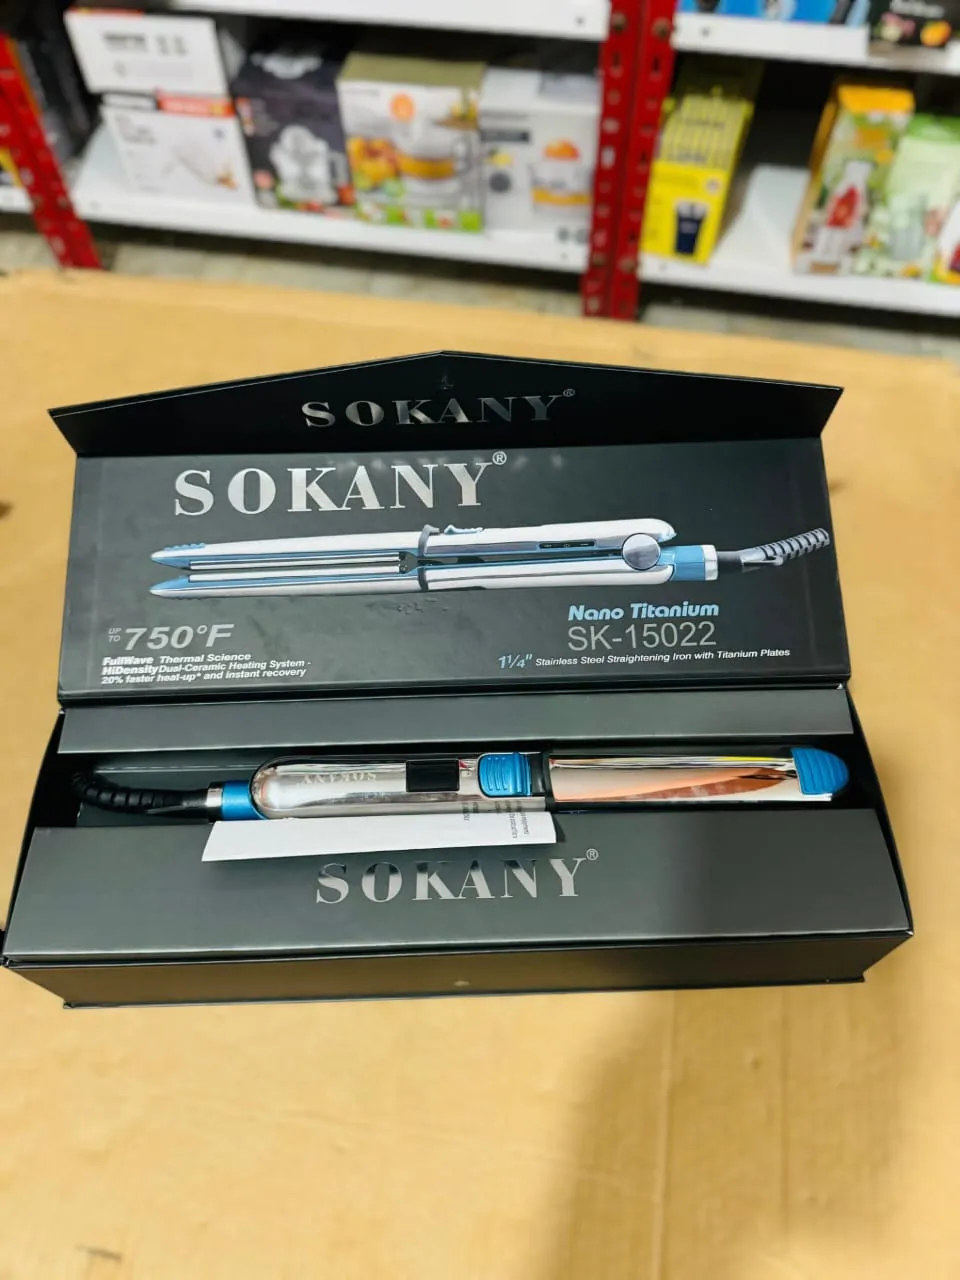 SOKANY®
SOKANY®
UP TO 750°F
FullWave Thermal Science
HiDensity Dual-Ceramic Heating System -
20% faster heat-up* and instant recovery
Nano Titanium
SK-15022
1¼" Stainless Steel Straightening Iron with Titanium Plates
SOKANY
SOKANY®